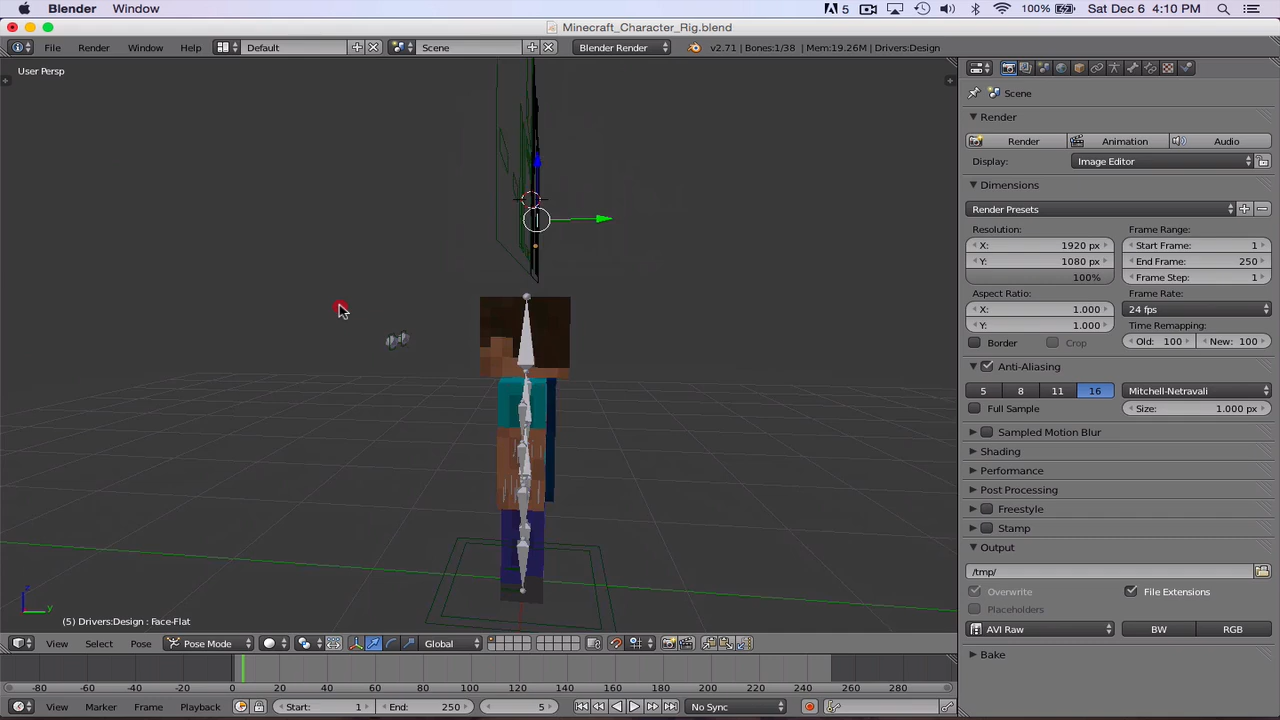 Blender Window 5 100% Sat Dec 6 4:10 PM
Minecraft_Character_Rig.blend
File Render Window Help Default Scene Blender Render v2.71 | Bones:1/38 | Mem:19.26M | Drivers:Design
User Persp
Scene
Render
Render Animation Audio
Display: Image Editor
Dimensions
Render Presets
Resolution: Frame Range:
X: 1920 px Start Frame: 1
Y: 1080 px End Frame: 250
100% Frame Step: 1
Aspect Ratio: Frame Rate:
X: 1.000 24 fps
Y: 1.000 Time Remapping:
Border Crop Old: 100 New: 100
Anti-Aliasing
5 8 11 16 Mitchell-Netravali
Full Sample Size: 1.000 px
Sampled Motion Blur
Shading
Performance
Post Processing
Freestyle
Stamp
Output
/tmp/
Overwrite File Extensions
Placeholders
AVI Raw BW RGB
Bake
z
y
(5) Drivers:Design : Face-Flat
View Select Pose Pose Mode Global
-80 -60 -40 -20 0 20 40 60 80 100 120 140 160 180 200 220 240 260 280
View Marker Frame Playback Start: 1 End: 250 5 No Sync